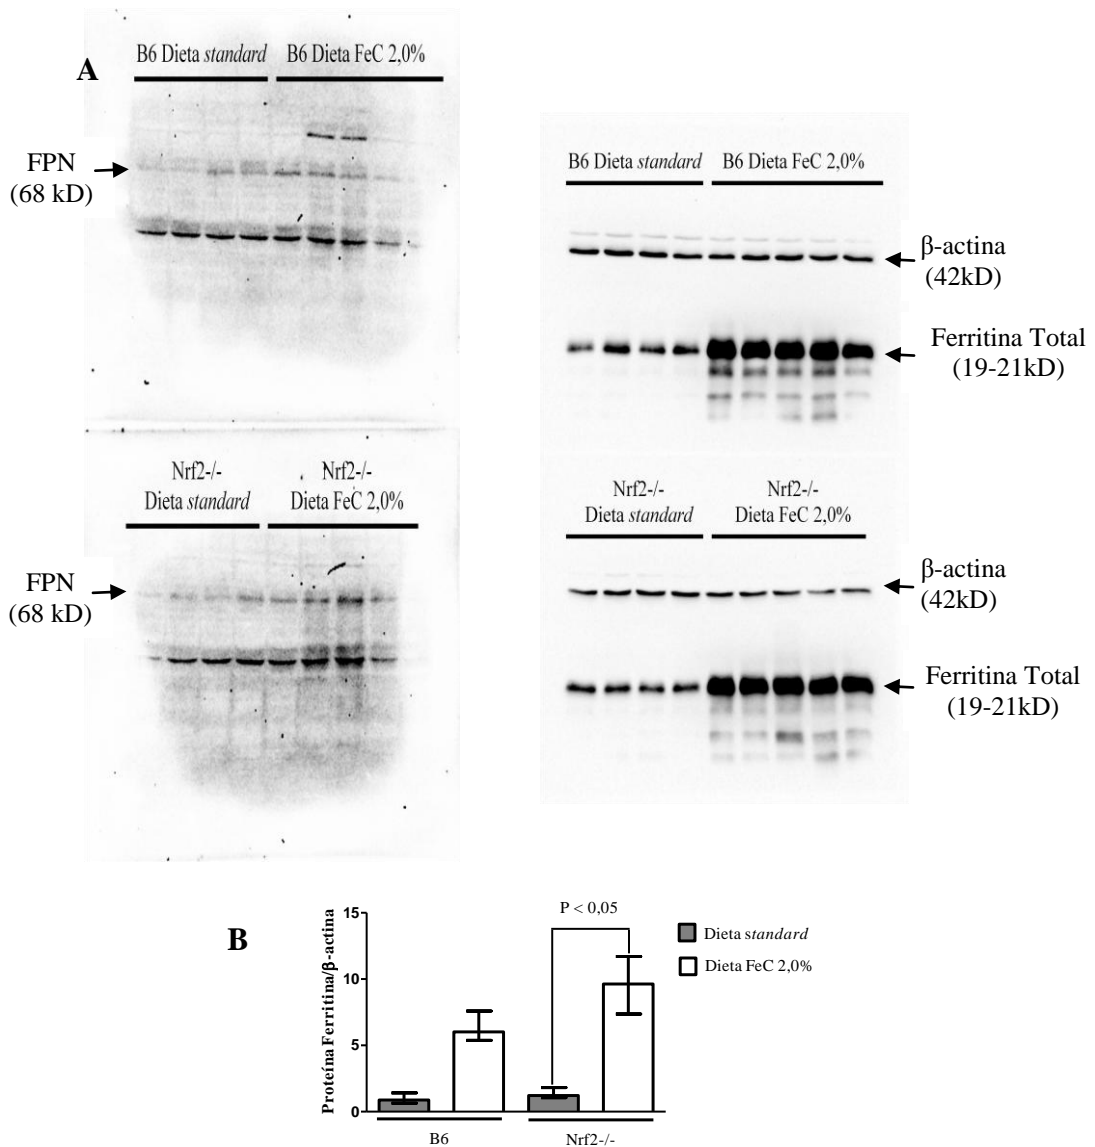 A
B6 Dieta standard B6 Dieta FeC 2,0%
FPN
(68 kD)
B6 Dieta standard B6 Dieta FeC 2,0%
β-actina
(42kD)
Ferritina Total
(19-21kD)
Nrf2-/-
Dieta standard
Nrf2-/-
Dieta FeC 2,0%
FPN
(68 kD)
Nrf2-/-
Dieta standard
Nrf2-/-
Dieta FeC 2,0%
β-actina
(42kD)
Ferritina Total
(19-21kD)
B
Proteína Ferritina/β-actina
15
10
5
0
P < 0,05
Dieta standard
Dieta FeC 2,0%
B6
Nrf2-/-